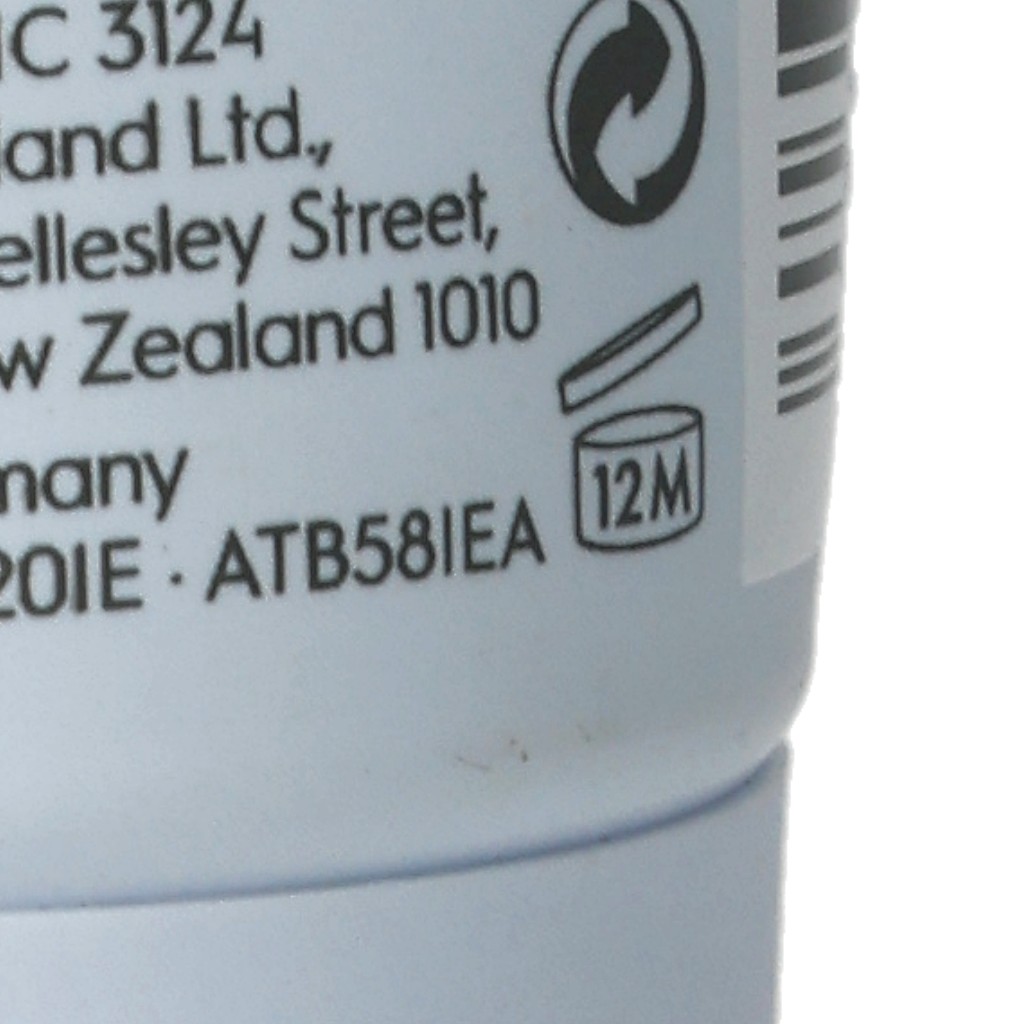 IC 3124
land Ltd.,
ellesley Street,
w Zealand 1010
many
20IE · ATB58IEA
12M